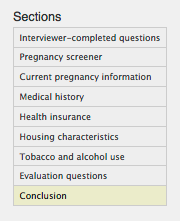 Sections
Interviewer-completed questions
Pregnancy screener
Current pregnancy information
Medical history
Health insurance
Housing characteristics
Tobacco and alcohol use
Evaluation questions
Conclusion